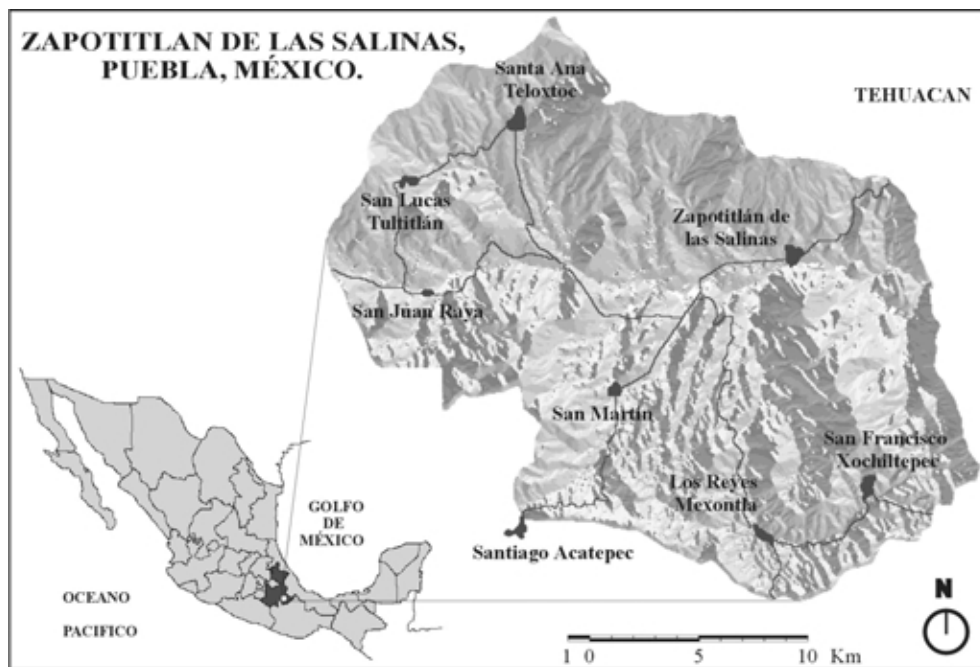 ZAPOTITLAN DE LAS SALINAS,
PUEBLA, MÉXICO.
Santa Ana
Teloxtoc
TEHUACAN
San Lucas
Tultitlán
Zapotitlán de
las Salinas
San Juan Raya
San Martín
San Francisco
Xochiltepec
Los Reyes
Mexontla
Santiago Acatepec
GOLFO
DE
MÉXICO
OCEANO
PACIFICO
N
1 0 5 10 Km